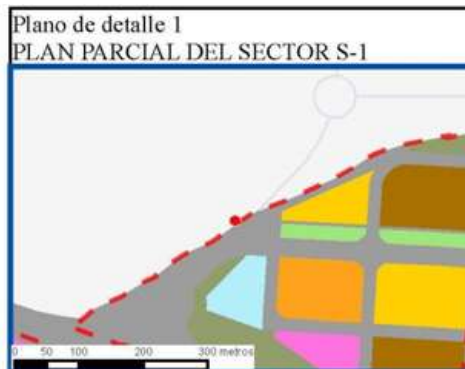 Plano de detalle 1
PLAN PARCIAL DEL SECTOR S-1
0 50 100 200 300 metros